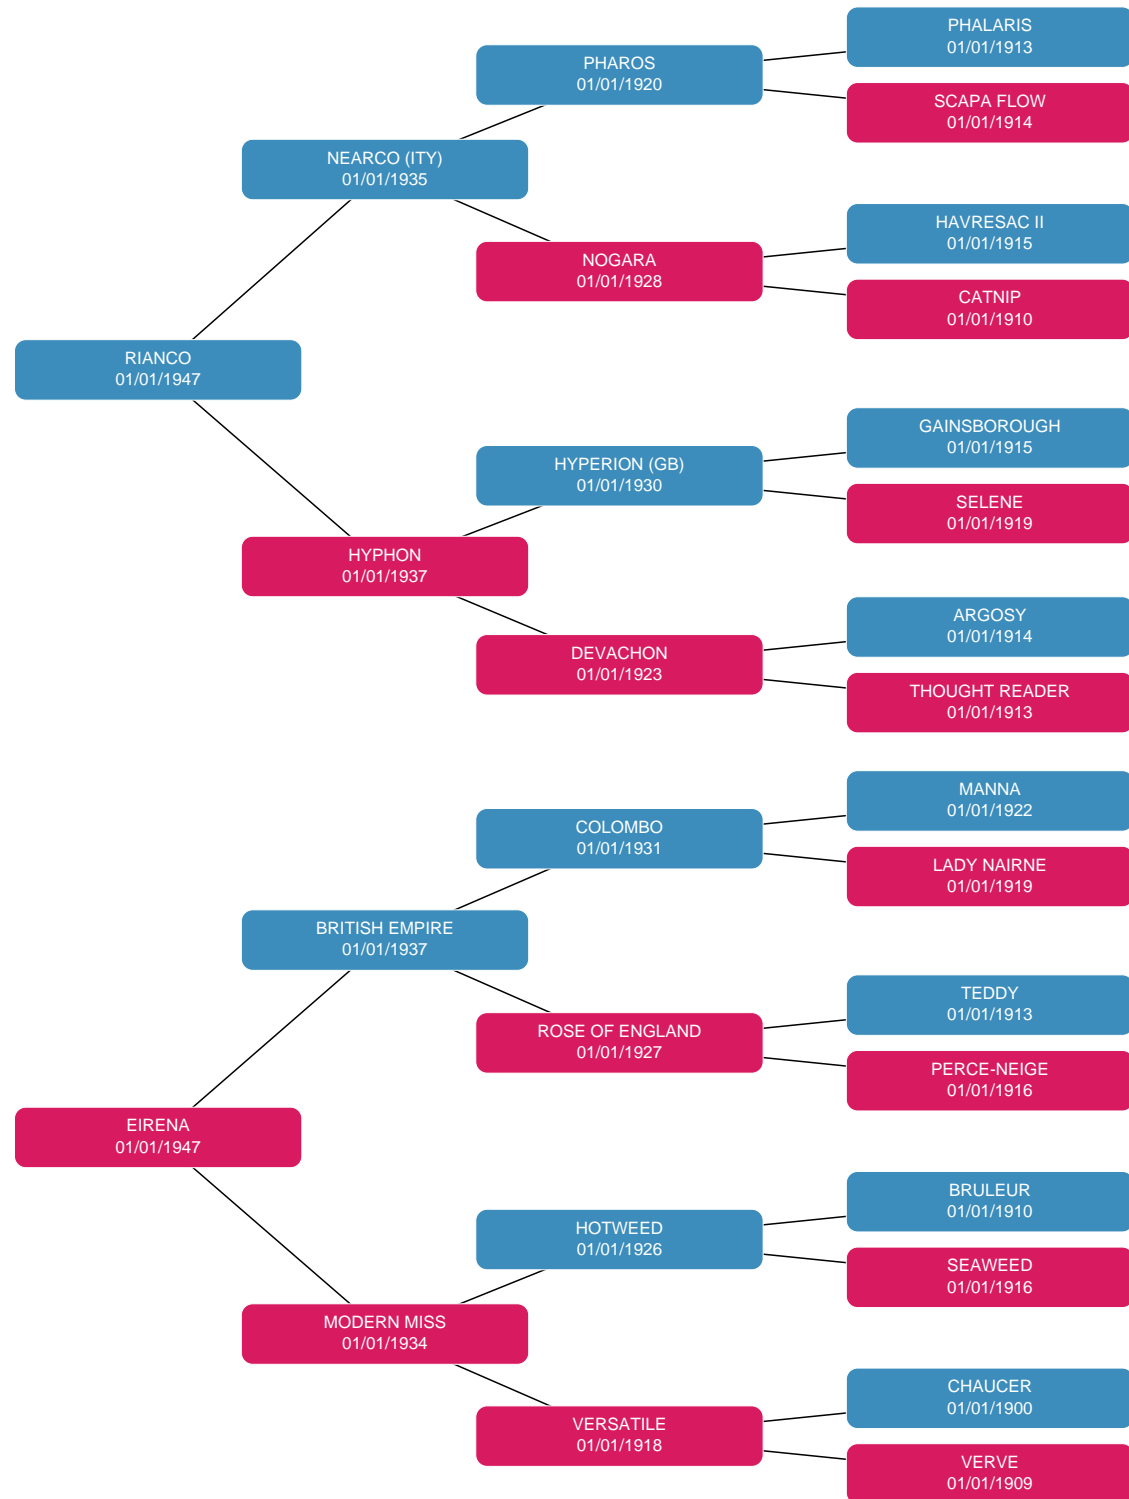 PHALARIS
01/01/1913
PHAROS
01/01/1920
SCAPA FLOW
01/01/1914
NEARCO (ITY)
01/01/1935
HAVRESAC II
01/01/1915
NOGARA
01/01/1928
CATNIP
01/01/1910
RIANCO
01/01/1947
GAINSBOROUGH
01/01/1915
HYPERION (GB)
01/01/1930
SELENE
01/01/1919
HYPHON
01/01/1937
ARGOSY
01/01/1914
DEVACHON
01/01/1923
THOUGHT READER
01/01/1913
MANNA
01/01/1922
COLOMBO
01/01/1931
LADY NAIRNE
01/01/1919
BRITISH EMPIRE
01/01/1937
TEDDY
01/01/1913
ROSE OF ENGLAND
01/01/1927
PERCE-NEIGE
01/01/1916
EIRENA
01/01/1947
BRULEUR
01/01/1910
HOTWEED
01/01/1926
SEAWEED
01/01/1916
MODERN MISS
01/01/1934
CHAUCER
01/01/1900
VERSATILE
01/01/1918
VERVE
01/01/1909